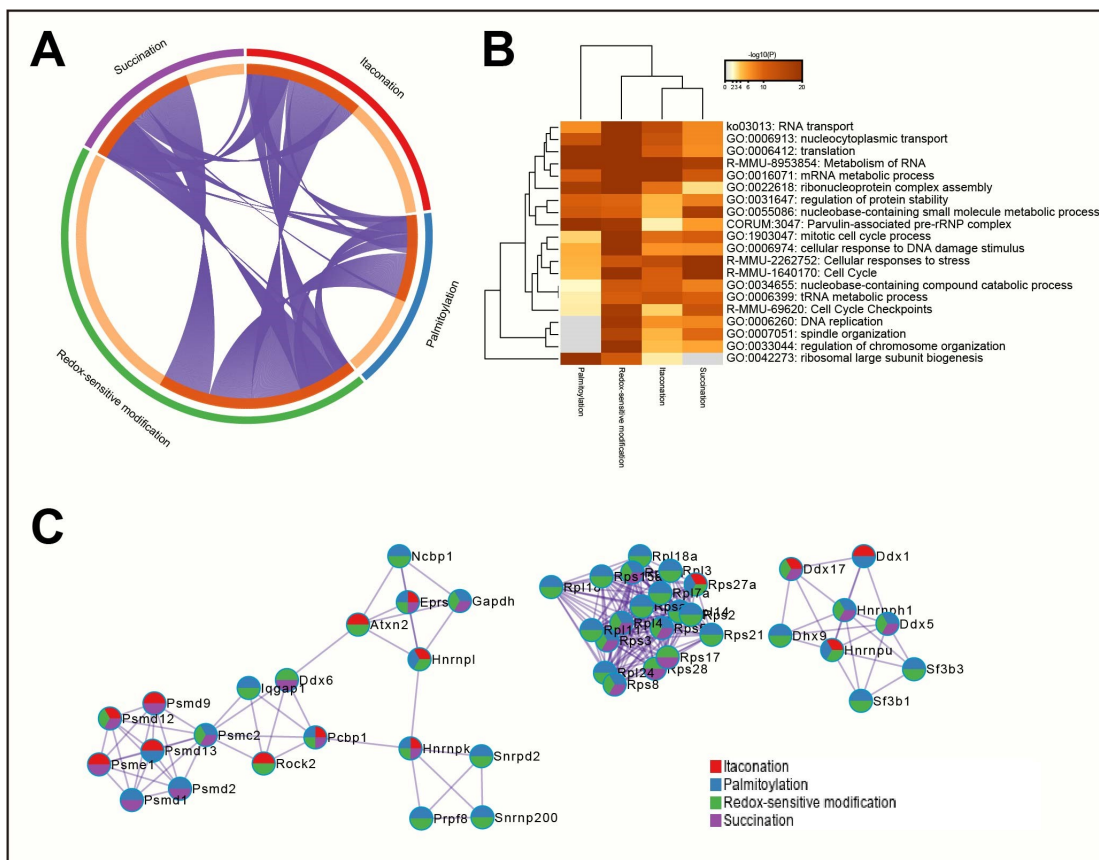 A
Succination
Itaconation
Palmitoylation
Redox-sensitive modification
B
-log10(P)
0 2 3 4 6 10 20
ko03013: RNA transport
GO:0006913: nucleocytoplasmic transport
GO:0006412: translation
R-MMU-8953854: Metabolism of RNA
GO:0016071: mRNA metabolic process
GO:0022618: ribonucleoprotein complex assembly
GO:0031647: regulation of protein stability
GO:0055086: nucleobase-containing small molecule metabolic process
CORUM:3047: Parvulin-associated pre-rRNP complex
GO:1903047: mitotic cell cycle process
GO:0006974: cellular response to DNA damage stimulus
R-MMU-2262752: Cellular responses to stress
R-MMU-1640170: Cell Cycle
GO:0034655: nucleobase-containing compound catabolic process
GO:0006399: tRNA metabolic process
R-MMU-69620: Cell Cycle Checkpoints
GO:0006260: DNA replication
GO:0007051: spindle organization
GO:0033044: regulation of chromosome organization
GO:0042273: ribosomal large subunit biogenesis
Palmitoylation
Redox-sensitive modification
Itaconation
Succination
C
Ncbp1
Eprs
Gapdh
Atxn2
Hnrnpl
Ddx6
Iqgap1
Psmd9
Psmd12
Psmc2
Pcbp1
Psmd13
Psme1
Rock2
Psmd2
Psmd1
Hnrnpk
Snrpd2
Prpf8
Snrnp200
Rpl18a
Rps15a
Rpl3
Rpl18
Rpl7a
Rps27a
Rps2
Rpl4
Rps21
Rps3
Rps17
Rpl24
Rps28
Rps8
Ddx17
Ddx1
Hnrnph1
Ddx5
Dhx9
Hnrnpu
Sf3b3
Sf3b1
Itaconation
Palmitoylation
Redox-sensitive modification
Succination